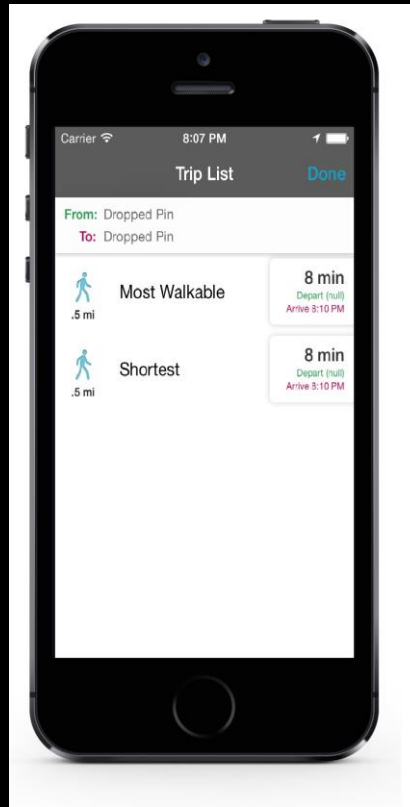 Carrier 8:07 PM
Trip List Done
From: Dropped Pin
To: Dropped Pin
Most Walkable
.5 mi
8 min
Depart (null)
Arrive 8:10 PM
Shortest
.5 mi
8 min
Depart (null)
Arrive 8:10 PM